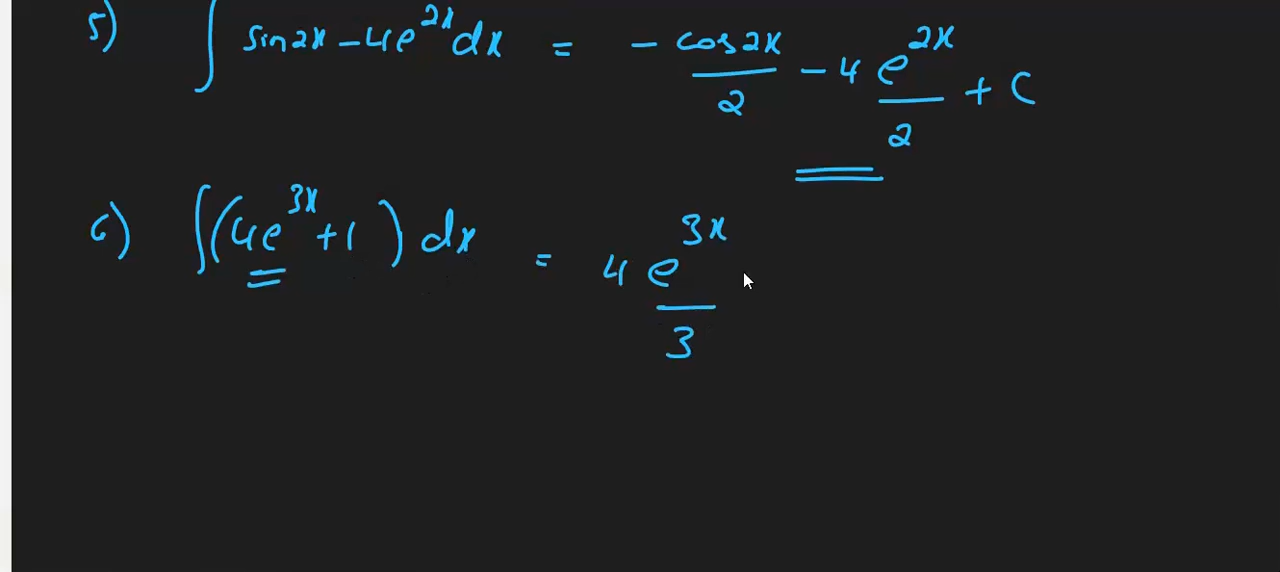 5) ∫ sin2x − 4e^{2x} dx = − cos2x/2 − 4 e^{2x}/2 + C
6) ∫(4e^{3x} + 1) dx = 4 e^{3x}/3